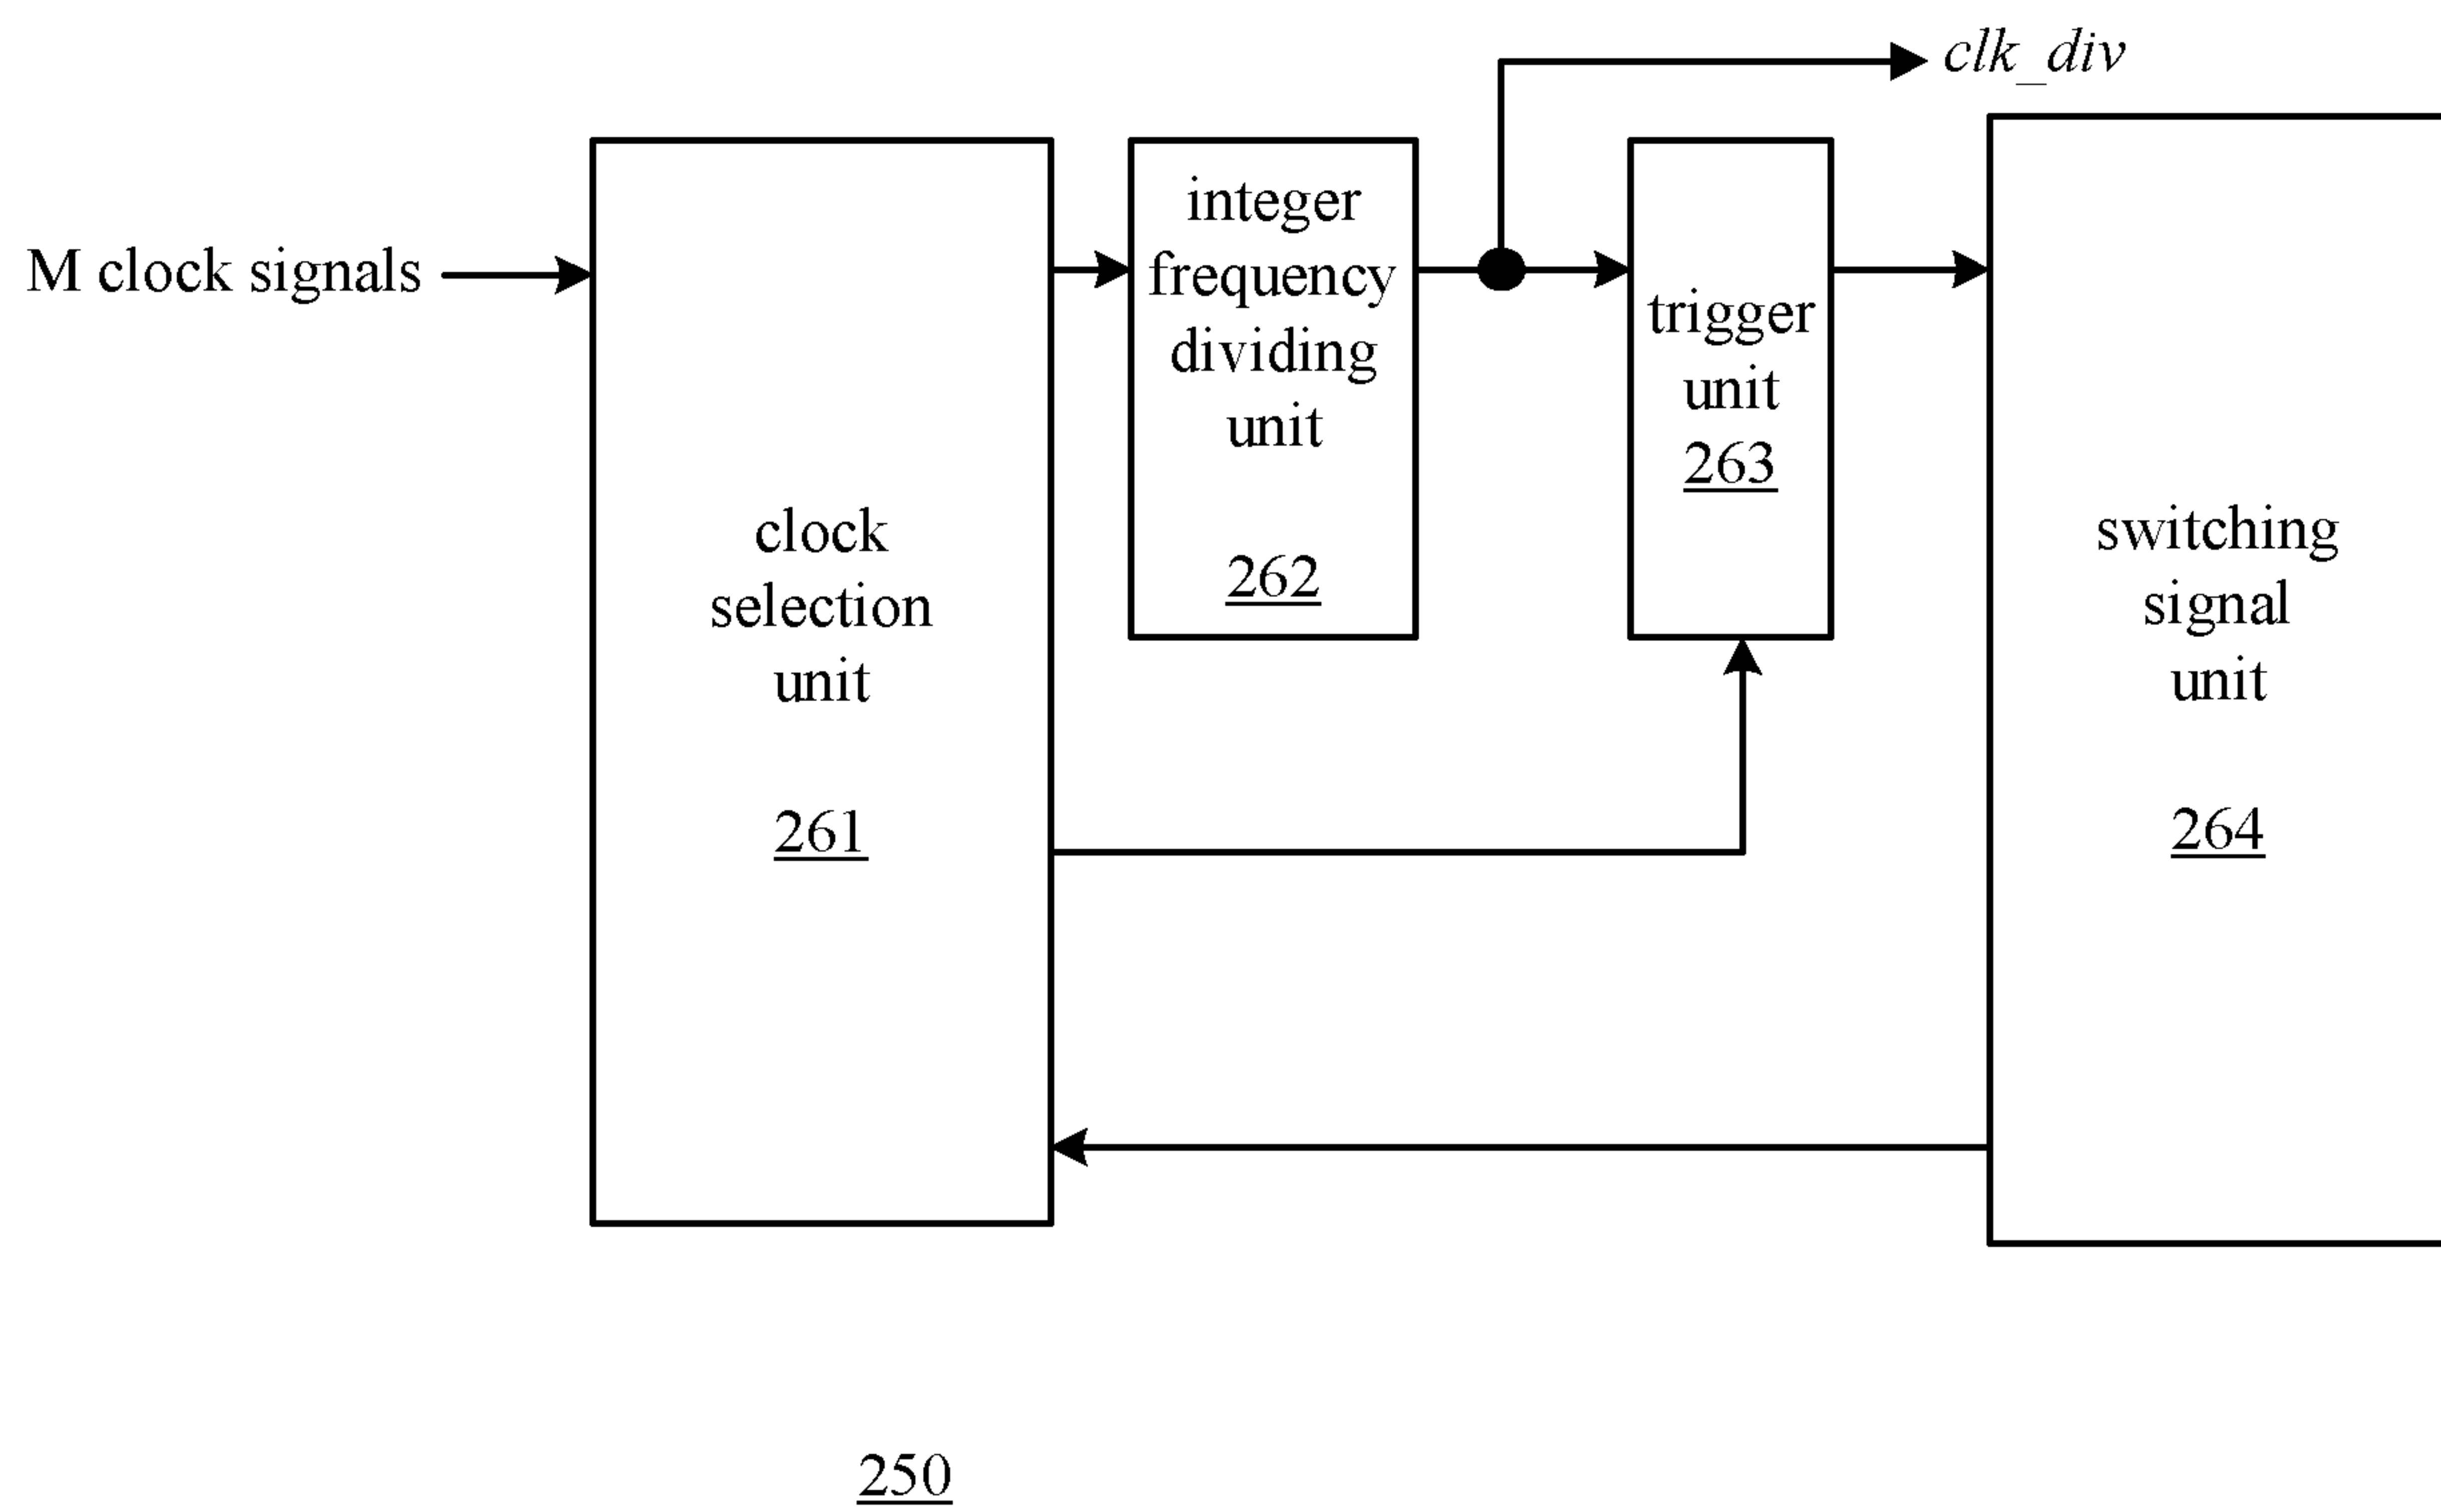 clk_div
M clock signals
integer
frequency
dividing
unit
262
trigger
unit
263
clock
selection
unit
261
switching
signal
unit
264
250